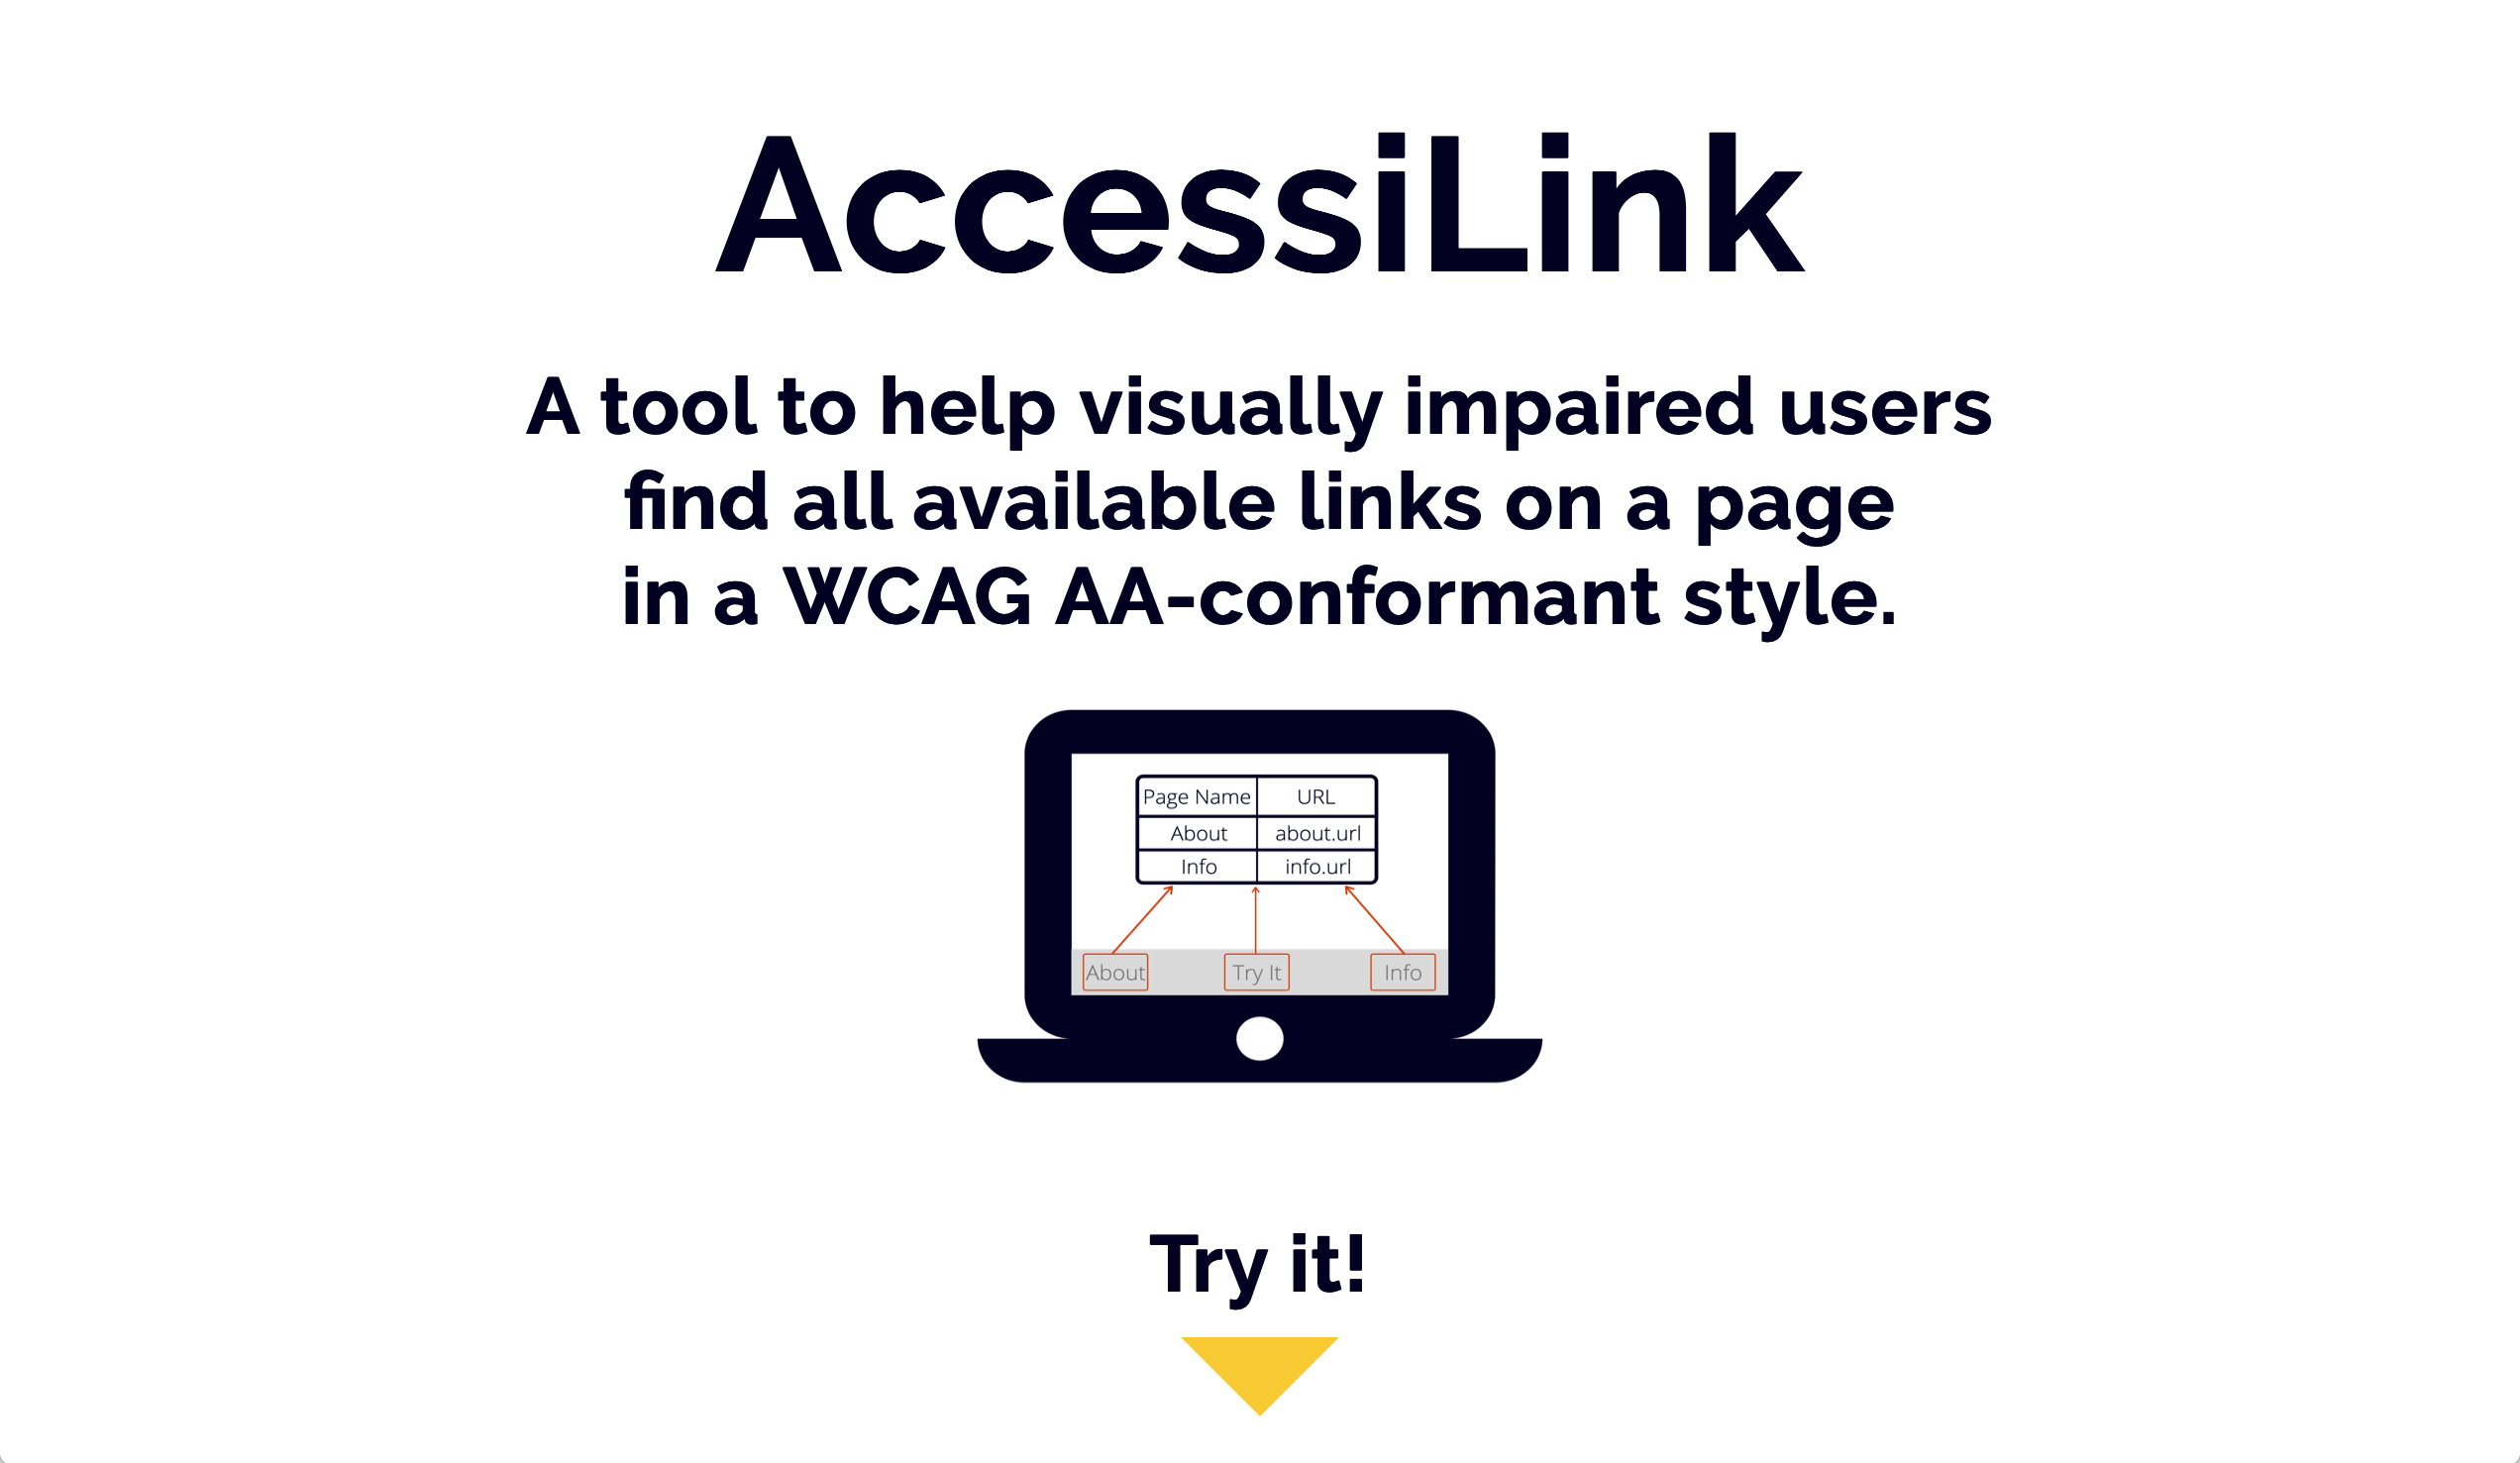 AccessiLink
A tool to help visually impaired users
find all available links on a page
in a WCAG AA-conformant style.
Page Name URL
About about.url
Info info.url
About Try It Info
Try it!